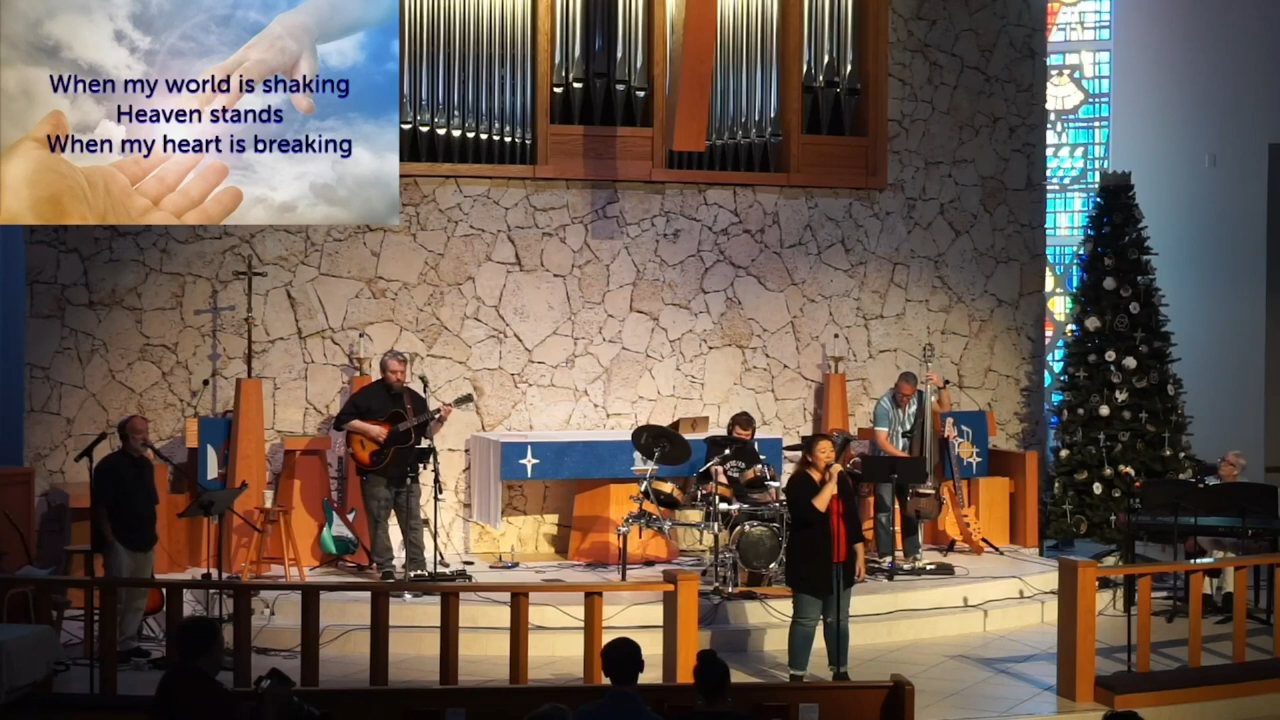 When my world is shaking
Heaven stands
When my heart is breaking